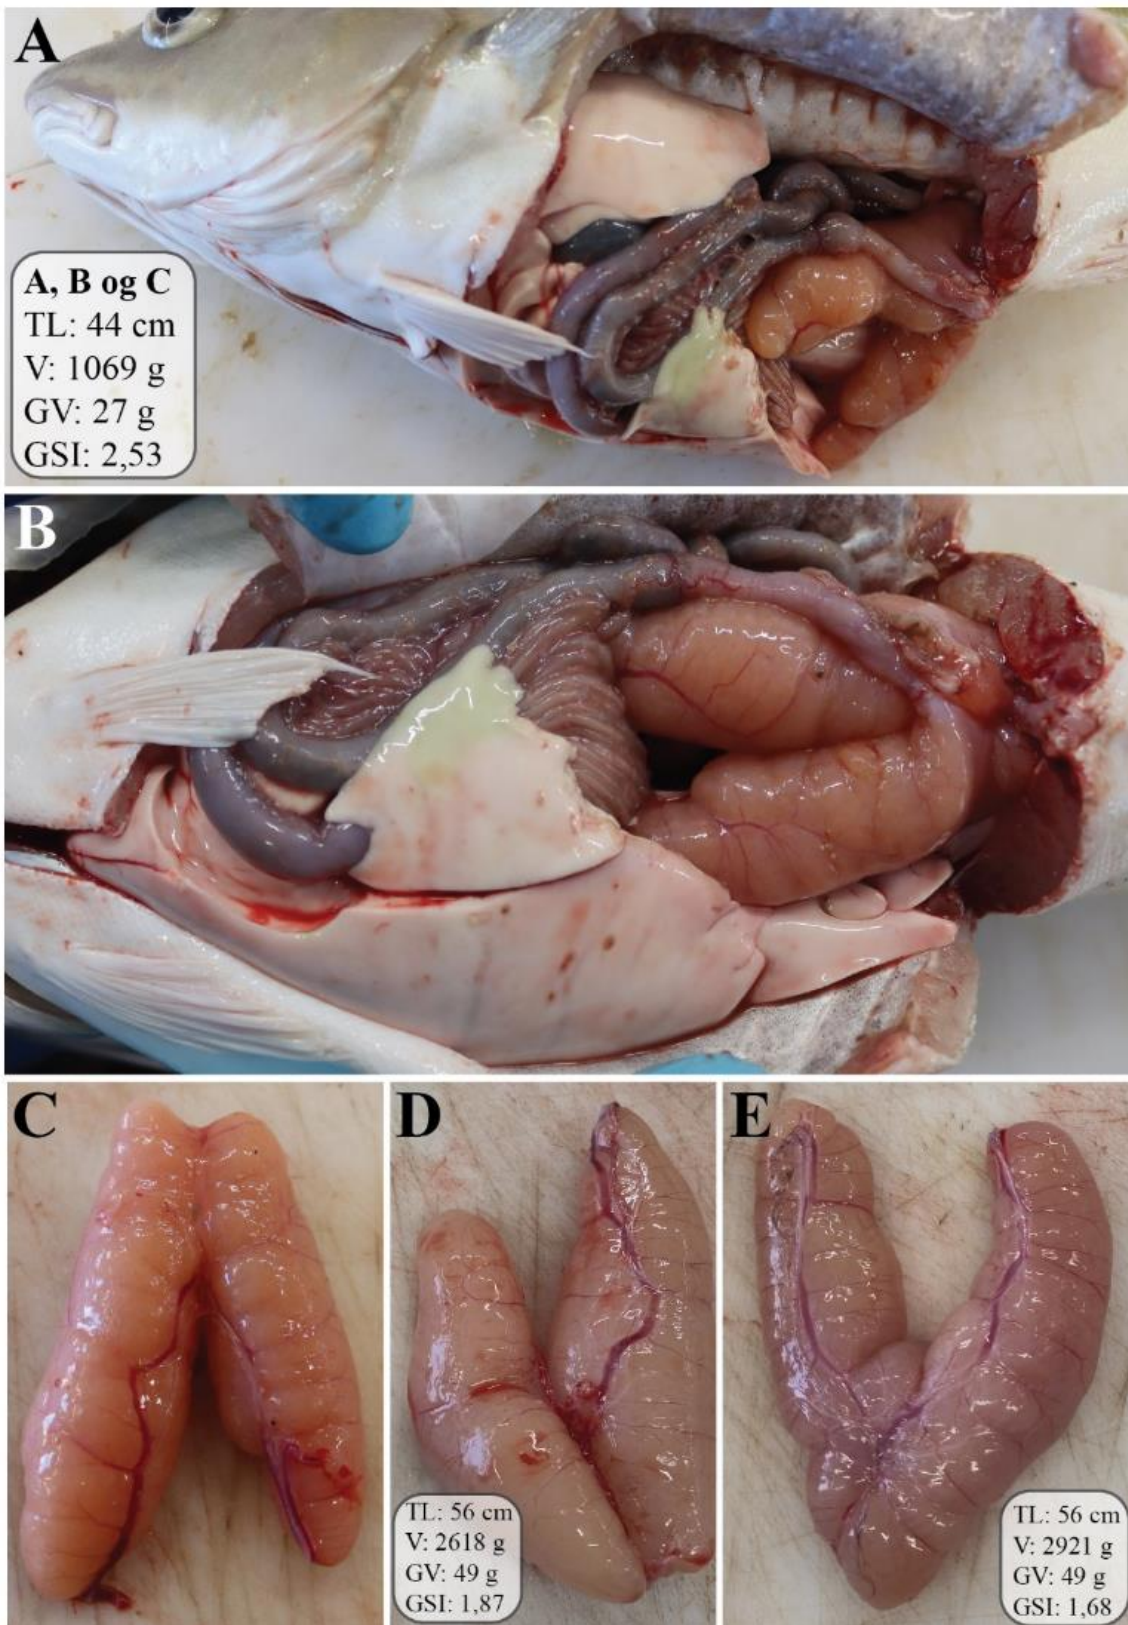 A
A, B og C
TL: 44 cm
V: 1069 g
GV: 27 g
GSI: 2,53
B
C
D
TL: 56 cm
V: 2618 g
GV: 49 g
GSI: 1,87
E
TL: 56 cm
V: 2921 g
GV: 49 g
GSI: 1,68